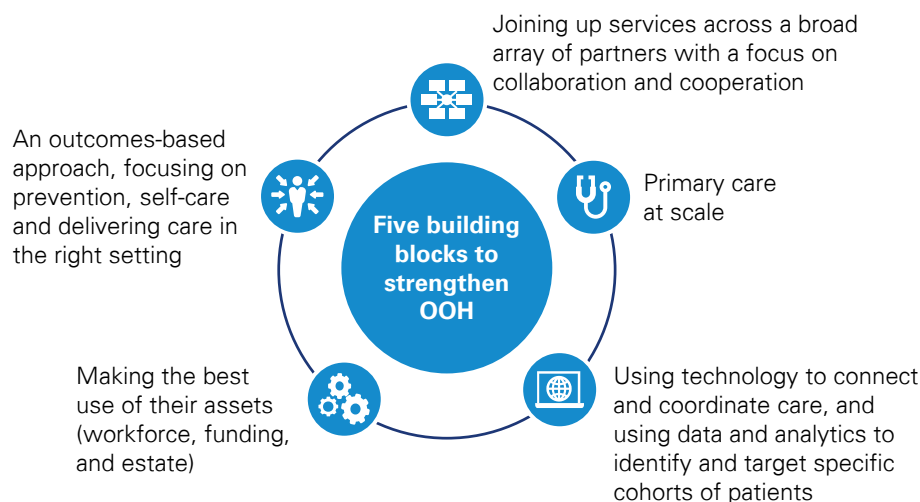 Joining up services across a broad
array of partners with a focus on
collaboration and cooperation
An outcomes-based
approach, focusing on
prevention, self-care
and delivering care in
the right setting
Primary care
at scale
Five building
blocks to
strengthen
OOH
Making the best
use of their assets
(workforce, funding,
and estate)
Using technology to connect
and coordinate care, and
using data and analytics to
identify and target specific
cohorts of patients